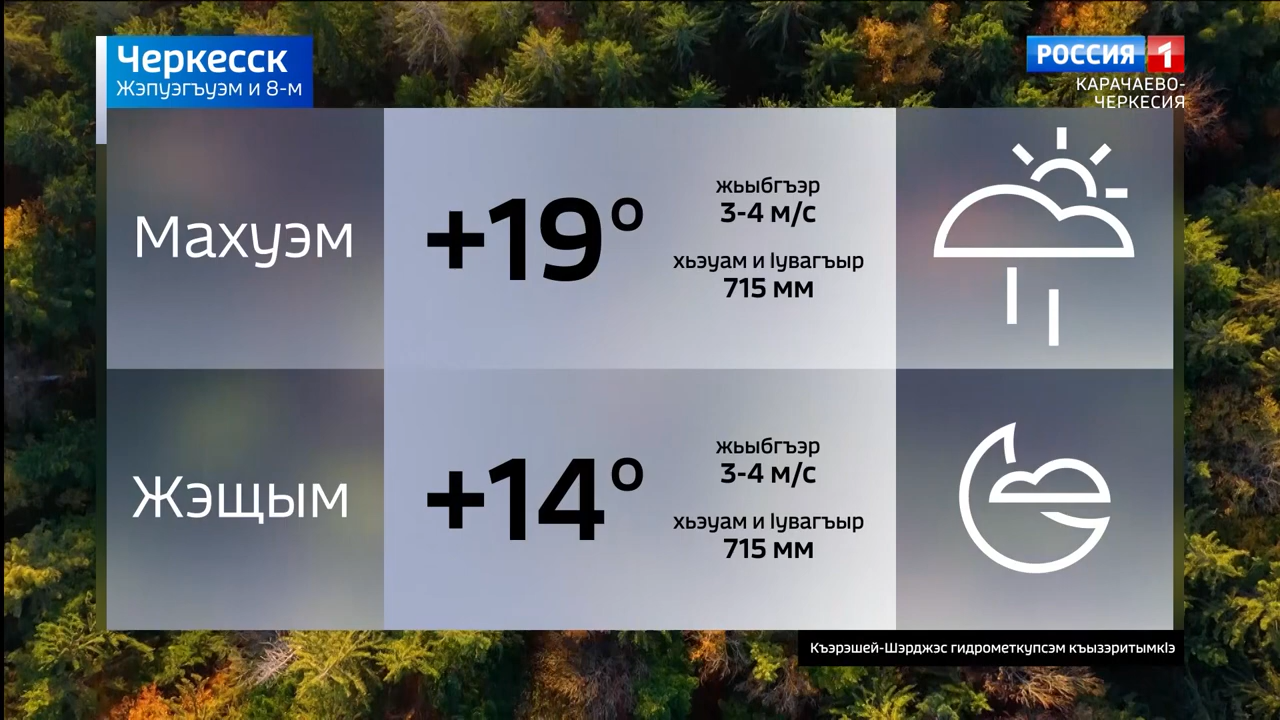 Черкесск
Жэпуэгъуэм и 8-м
РОССИЯ 1
КАРАЧАЕВО-
ЧЕРКЕСИЯ
Махуэм
+19°
жьыбгъэр
3-4 м/с
хьэуам и Iувагъыр
715 мм
Жэщым
+14°
жьыбгъэр
3-4 м/с
хьэуам и Iувагъыр
715 мм
Къэрэшей-Шэрджэс гидрометкупсэм къызэритымкIэ